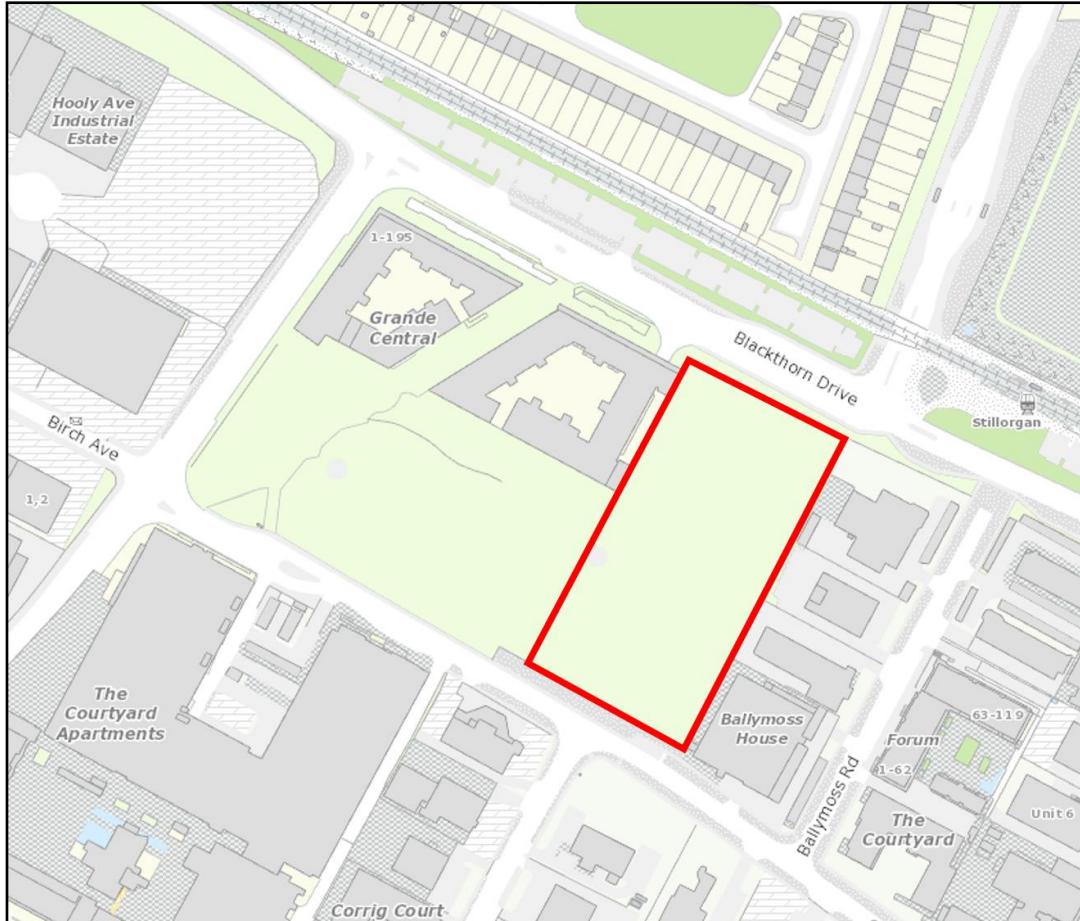 Hooly Ave
Industrial
Estate
1-195
Grande
Central
Blackthorn Drive
Stillorgan
Birch Ave
1,2
The
Courtyard
Apartments
Ballymoss
House
63-119
Forum
1-62
Ballymoss Rd
The
Courtyard
Unit 6
Corrig Court